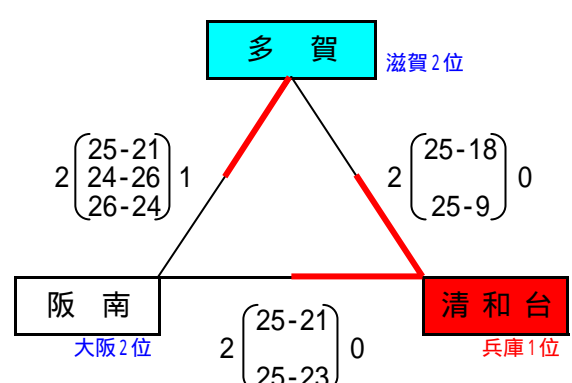 多 賀
滋賀2位
2 25-21 1
24-26
26-24
2 25-18 0
25-9
阪 南
大阪2位
清 和 台
兵庫1位
2 25-21 0
25-23